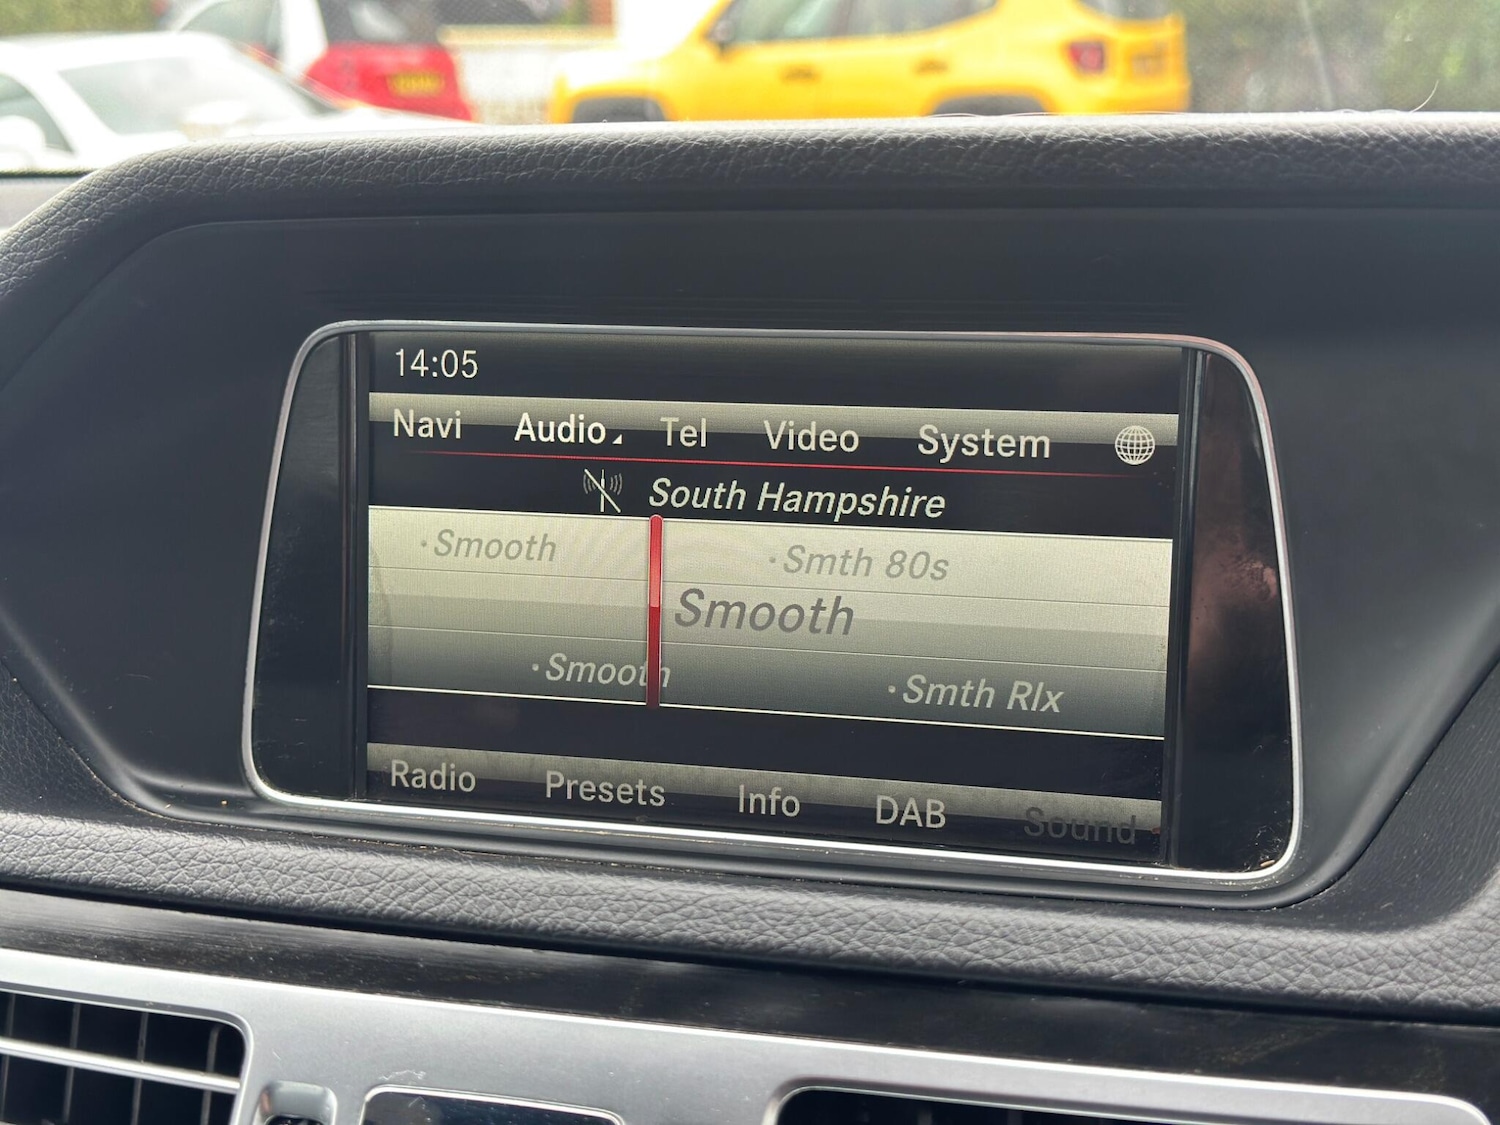 14:05
Navi Audio Tel Video System
South Hampshire
Smooth Smth 80s
Smooth
Smooth Smth Rlx
Radio Presets Info DAB Sound